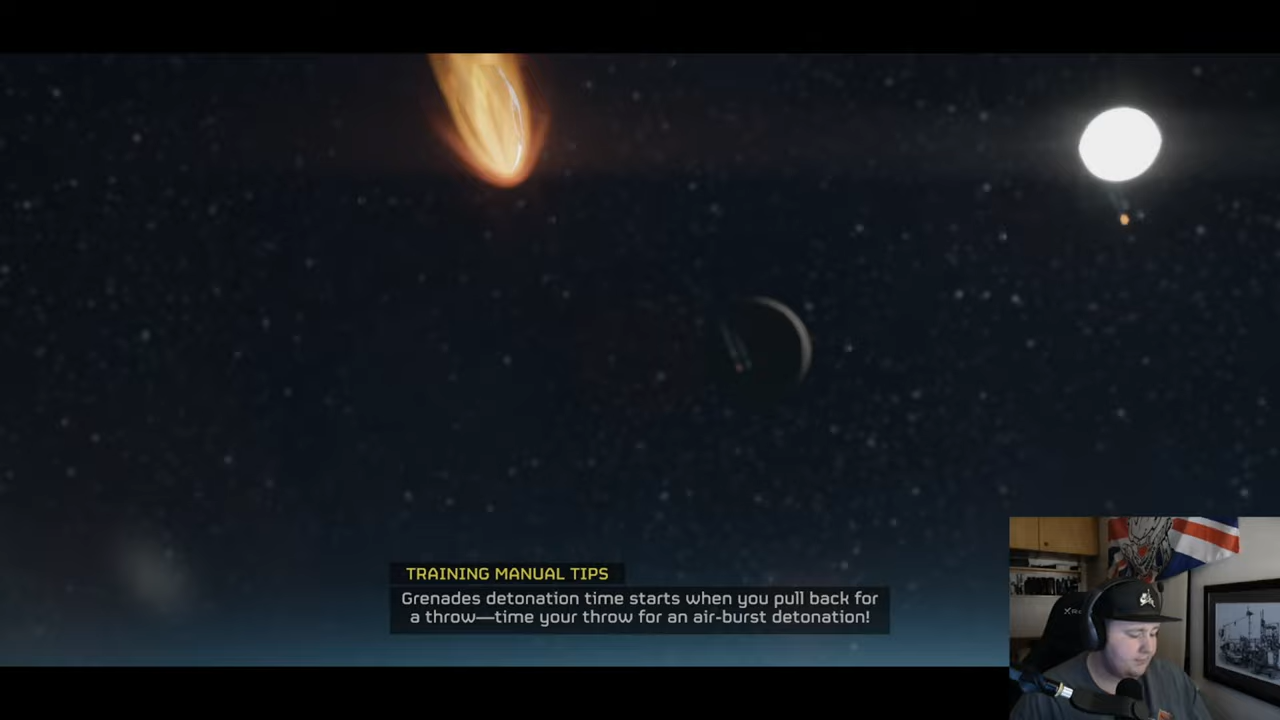 TRAINING MANUAL TIPS
Grenades detonation time starts when you pull back for
a throw—time your throw for an air-burst detonation!